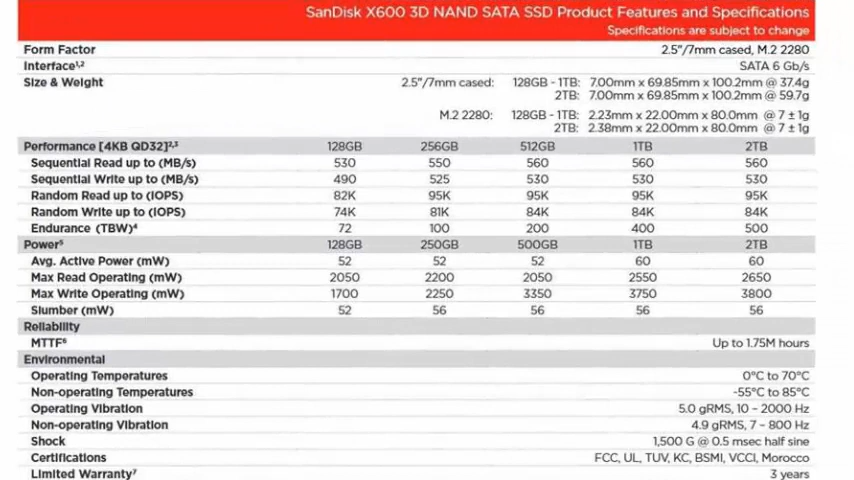 SanDisk X600 3D NAND SATA SSD Product Features and Specifications
Specifications are subject to change
Form Factor 2.5"/7mm cased, M.2 2280
Interface¹,² SATA 6 Gb/s
Size & Weight 2.5"/7mm cased: 128GB - 1TB: 7.00mm x 69.85mm x 100.2mm @ 37.4g
2TB: 7.00mm x 69.85mm x 100.2mm @ 59.7g
M.2 2280: 128GB - 1TB: 2.23mm x 22.00mm x 80.0mm @ 7 ± 1g
2TB: 2.38mm x 22.00mm x 80.0mm @ 7 ± 1g
Performance [4KB QD32]²,³ 128GB 256GB 512GB 1TB 2TB
Sequential Read up to (MB/s) 530 550 560 560 560
Sequential Write up to (MB/s) 490 525 530 530 530
Random Read up to (IOPS) 82K 95K 95K 95K 95K
Random Write up to (IOPS) 74K 81K 84K 84K 84K
Endurance (TBW)⁴ 72 100 200 400 500
Power⁵ 128GB 250GB 500GB 1TB 2TB
Avg. Active Power (mW) 52 52 52 60 60
Max Read Operating (mW) 2050 2200 2050 2550 2650
Max Write Operating (mW) 1700 2250 3350 3750 3800
Slumber (mW) 52 56 56 56 56
Reliability
MTTF⁶ Up to 1.75M hours
Environmental
Operating Temperatures 0°C to 70°C
Non-operating Temperatures -55°C to 85°C
Operating Vibration 5.0 gRMS, 10 – 2000 Hz
Non-operating Vibration 4.9 gRMS, 7 – 800 Hz
Shock 1,500 G @ 0.5 msec half sine
Certifications FCC, UL, TUV, KC, BSMI, VCCI, Morocco
Limited Warranty⁷ 3 years